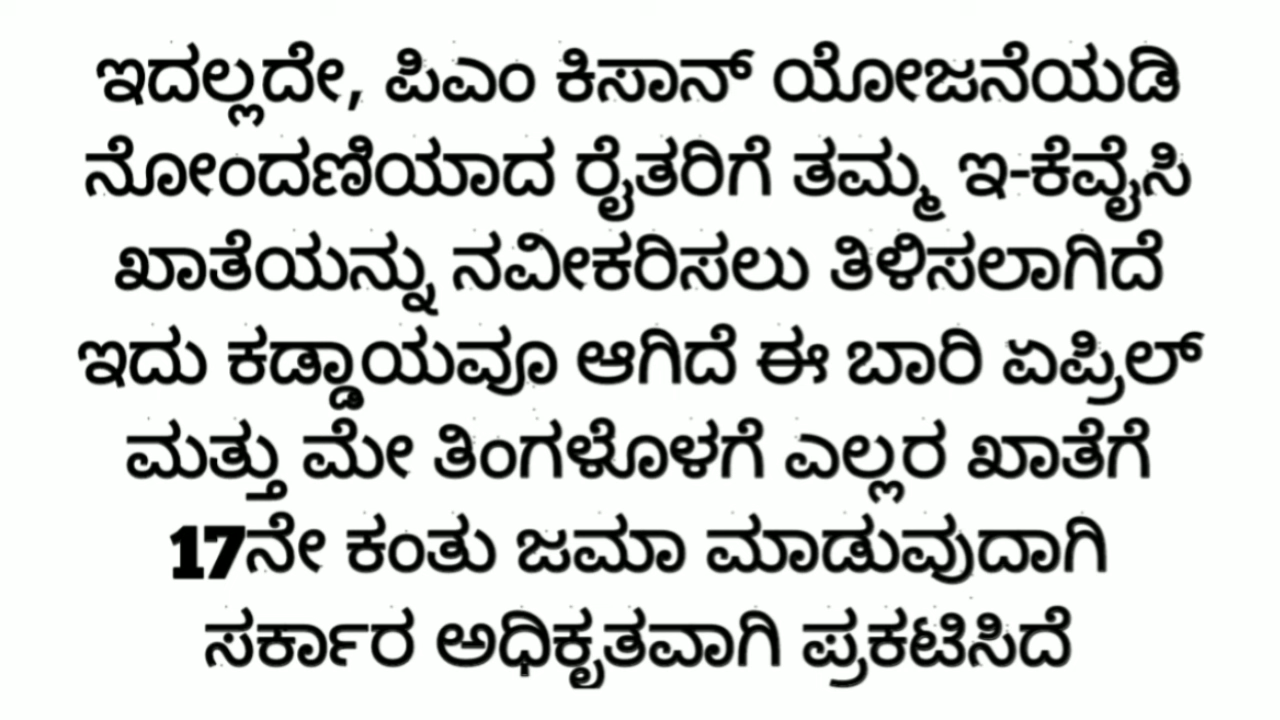 ಇದಲ್ಲದೇ, ಪಿಎಂ ಕಿಸಾನ್ ಯೋಜನೆಯಡಿ
ನೋಂದಣಿಯಾದ ರೈತರಿಗೆ ತಮ್ಮ ಇ-ಕೆವೈಸಿ
ಖಾತೆಯನ್ನು ನವೀಕರಿಸಲು ತಿಳಿಸಲಾಗಿದೆ
ಇದು ಕಡ್ಡಾಯವೂ ಆಗಿದೆ ಈ ಬಾರಿ ಏಪ್ರಿಲ್
ಮತ್ತು ಮೇ ತಿಂಗಳೊಳಗೆ ಎಲ್ಲರ ಖಾತೆಗೆ
17ನೇ ಕಂತು ಜಮಾ ಮಾಡುವುದಾಗಿ
ಸರ್ಕಾರ ಅಧಿಕೃತವಾಗಿ ಪ್ರಕಟಿಸಿದೆ